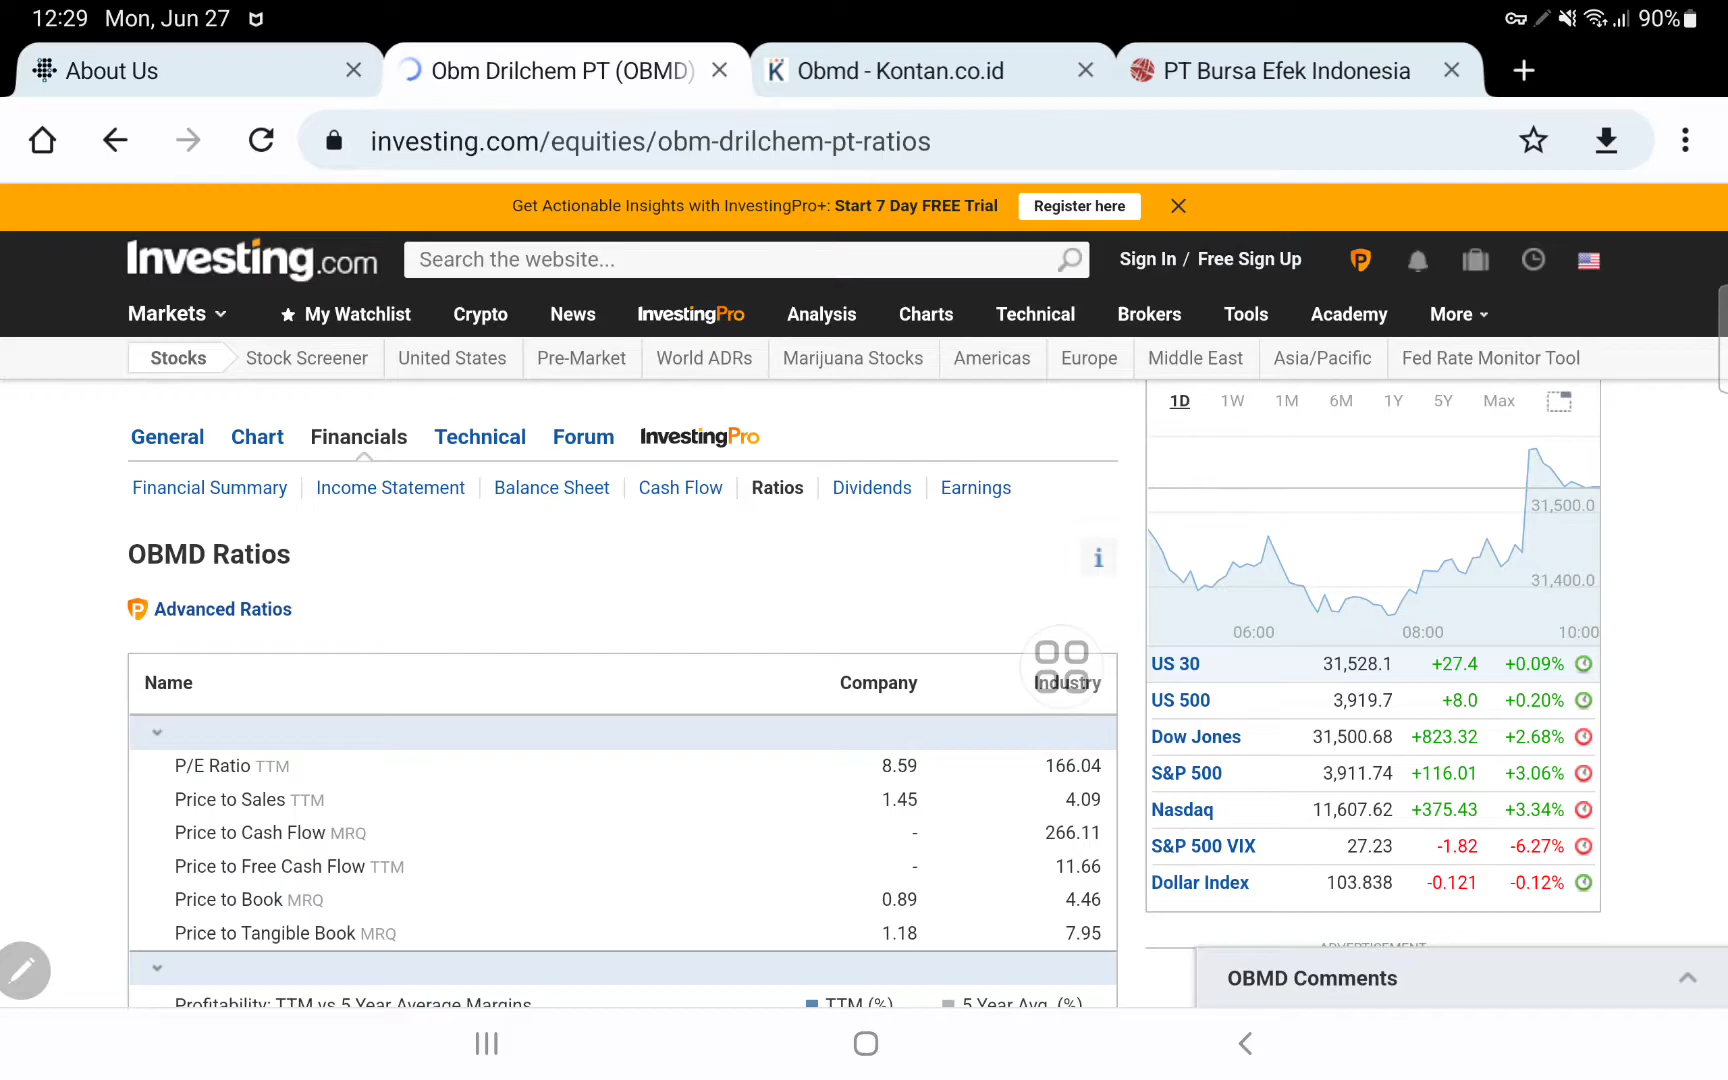 12:29 Mon, Jun 27 90%
About Us
Obm Drilchem PT (OBMD)
Obmd - Kontan.co.id
PT Bursa Efek Indonesia
investing.com/equities/obm-drilchem-pt-ratios
Get Actionable Insights with InvestingPro+: Start 7 Day FREE Trial Register here
Investing.com Search the website... Sign In / Free Sign Up
Markets My Watchlist Crypto News InvestingPro Analysis Charts Technical Brokers Tools Academy More
Stocks Stock Screener United States Pre-Market World ADRs Marijuana Stocks Americas Europe Middle East Asia/Pacific Fed Rate Monitor Tool
General Chart Financials Technical Forum InvestingPro
Financial Summary Income Statement Balance Sheet Cash Flow Ratios Dividends Earnings
OBMD Ratios
i
Advanced Ratios
Name Company Industry
P/E Ratio TTM 8.59 166.04
Price to Sales TTM 1.45 4.09
Price to Cash Flow MRQ - 266.11
Price to Free Cash Flow TTM - 11.66
Price to Book MRQ 0.89 4.46
Price to Tangible Book MRQ 1.18 7.95
Profitability: TTM vs 5 Year Average Margins TTM (%) 5 Year Avg. (%)
1D 1W 1M 6M 1Y 5Y Max
31,500.0
31,400.0
06:00 08:00 10:00
US 30 31,528.1 +27.4 +0.09%
US 500 3,919.7 +8.0 +0.20%
Dow Jones 31,500.68 +823.32 +2.68%
S&P 500 3,911.74 +116.01 +3.06%
Nasdaq 11,607.62 +375.43 +3.34%
S&P 500 VIX 27.23 -1.82 -6.27%
Dollar Index 103.838 -0.121 -0.12%
ADVERTISEMENT
OBMD Comments